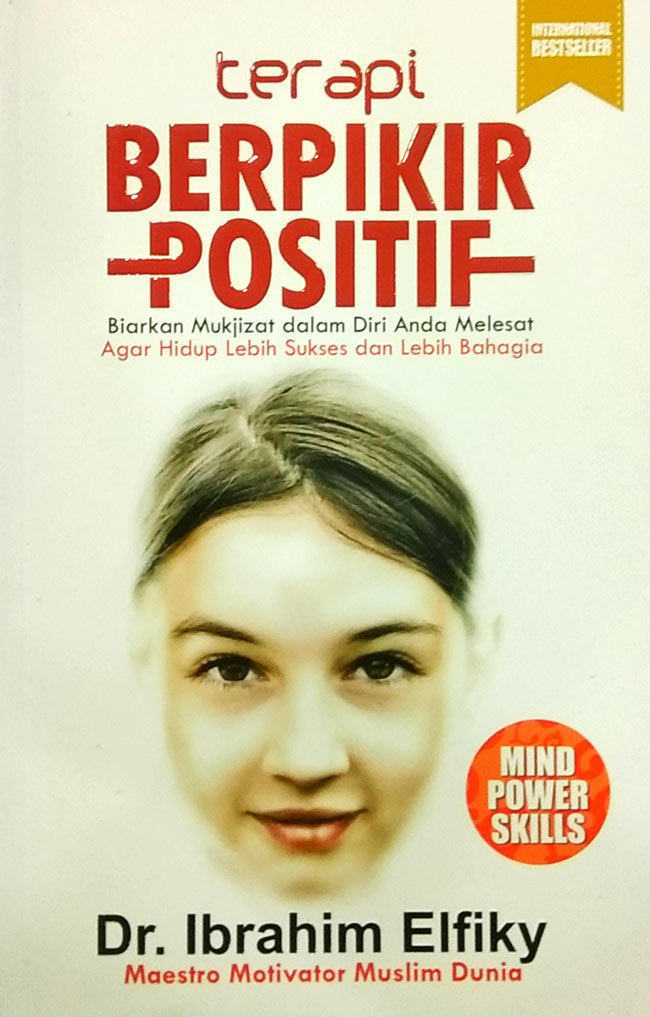 INTERNATIONAL
BESTSELLER
terapi
BERPIKIR
POSITIF
Biarkan Mukjizat dalam Diri Anda Melesat
Agar Hidup Lebih Sukses dan Lebih Bahagia
MIND
POWER
SKILLS
Dr. Ibrahim Elfiky
Maestro Motivator Muslim Dunia